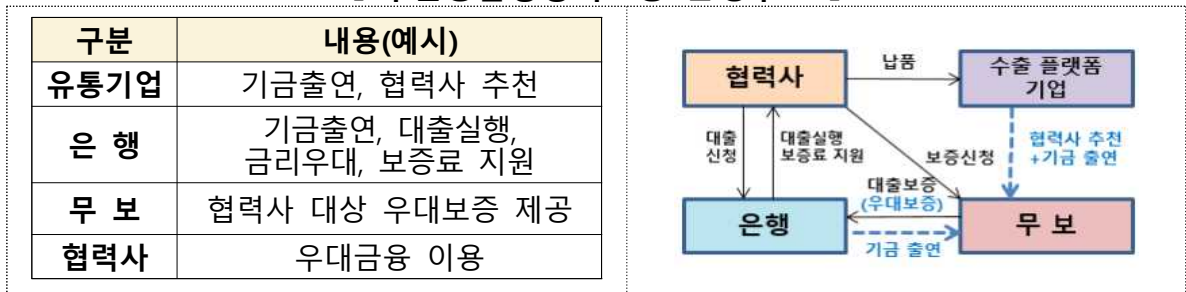 구분 내용(예시)
유통기업 기금출연, 협력사 추천
은 행 기금출연, 대출실행,
금리우대, 보증료 지원
무 보 협력사 대상 우대보증 제공
협력사 우대금융 이용
협력사
납품
수출 플랫폼
기업
대출
신청
대출실행
보증료 지원
보증신청
협력사 추천
+기금 출연
대출보증
(우대보증)
은행
기금 출연
무 보